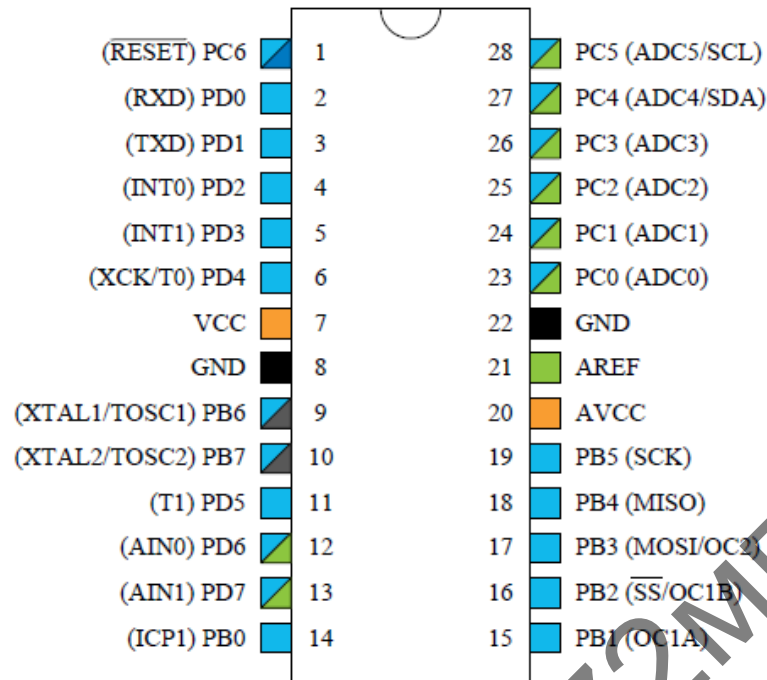 (RESET) PC6 1 28 PC5 (ADC5/SCL)
(RXD) PD0 2 27 PC4 (ADC4/SDA)
(TXD) PD1 3 26 PC3 (ADC3)
(INT0) PD2 4 25 PC2 (ADC2)
(INT1) PD3 5 24 PC1 (ADC1)
(XCK/T0) PD4 6 23 PC0 (ADC0)
VCC 7 22 GND
GND 8 21 AREF
(XTAL1/TOSC1) PB6 9 20 AVCC
(XTAL2/TOSC2) PB7 10 19 PB5 (SCK)
(T1) PD5 11 18 PB4 (MISO)
(AIN0) PD6 12 17 PB3 (MOSI/OC2)
(AIN1) PD7 13 16 PB2 (SS/OC1B)
(ICP1) PB0 14 15 PB1 (OC1A)